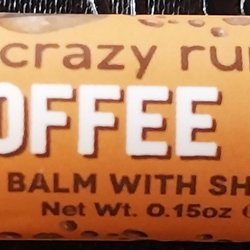 crazy ru
OFFEE
BALM WITH SH
Net Wt. 0.15oz